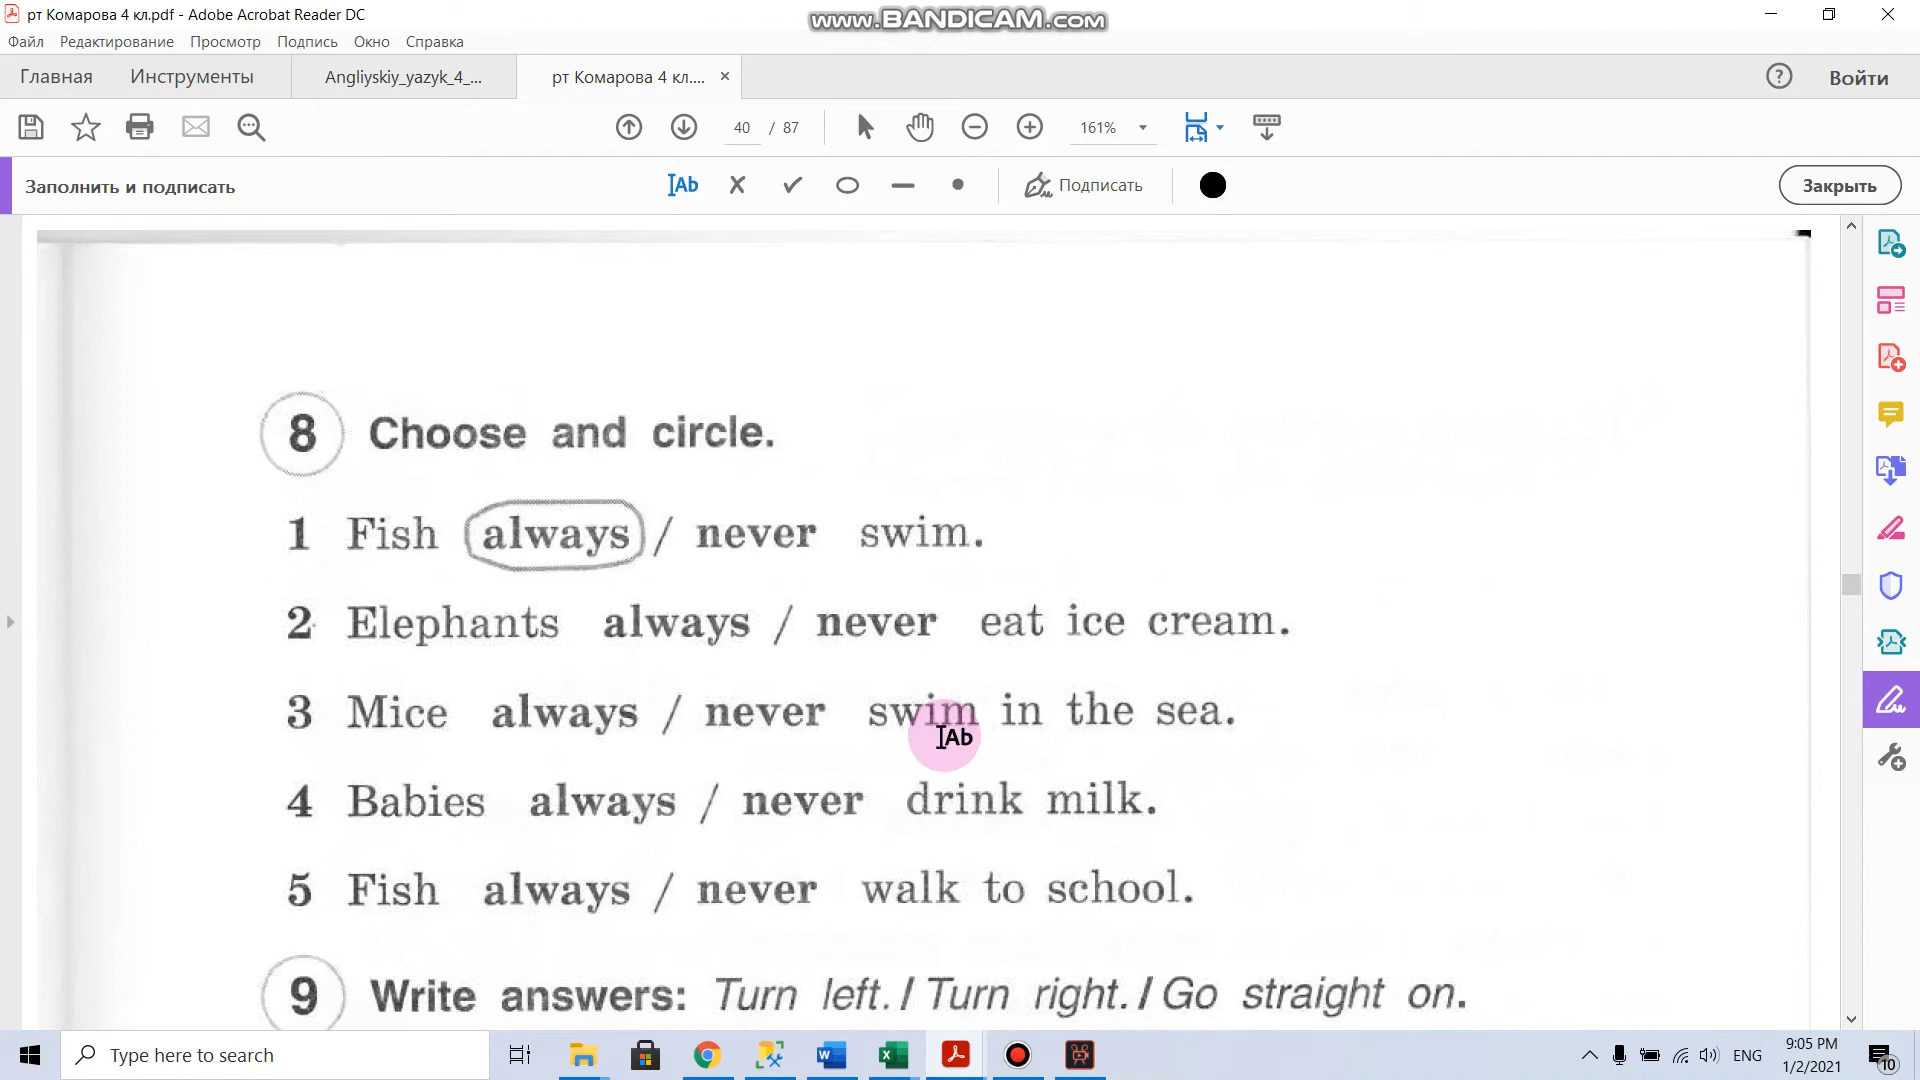 рт Комарова 4 кл.pdf - Adobe Acrobat Reader DC
www.BANDICAM.com
Файл Редактирование Просмотр Подпись Окно Справка
Главная Инструменты Angliyskiy_yazyk_4_... рт Комарова 4 кл.... × ? Войти
40 / 87 161%
Заполнить и подписать Ab Подписать Закрыть
8 Choose and circle.
1 Fish always / never swim.
2 Elephants always / never eat ice cream.
3 Mice always / never swim in the sea.
Ab
4 Babies always / never drink milk.
5 Fish always / never walk to school.
9 Write answers: Turn left. / Turn right. / Go straight on.
Type here to search ENG 9:05 PM
1/2/2021 10